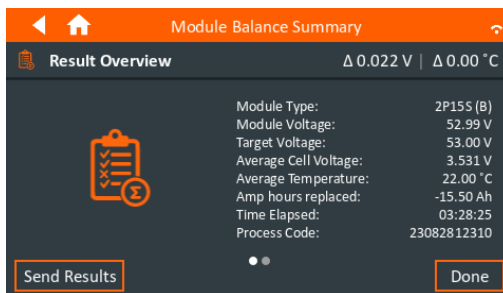 Module Balance Summary
Result Overview Δ 0.022 V | Δ 0.00 °C
Module Type: 2P15S (B)
Module Voltage: 52.99 V
Target Voltage: 53.00 V
Average Cell Voltage: 3.531 V
Average Temperature: 22.00 °C
Amp hours replaced: -15.50 Ah
Time Elapsed: 03:28:25
Process Code: 23082812310
Σ
Send Results Done